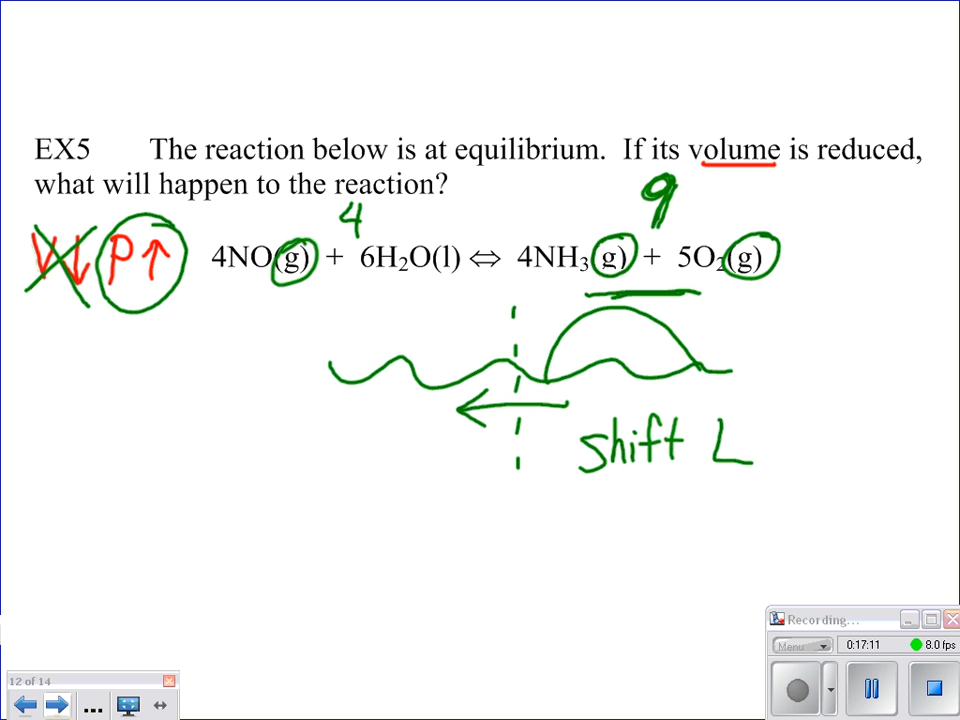 EX5 The reaction below is at equilibrium. If its volume is reduced,
what will happen to the reaction?
4 9
V↓ P↑ 4NO(g) + 6H₂O(l) ⇔ 4NH₃(g) + 5O₂(g)
shift L
Recording...
Menu 0:17:11 8.0 fps
12 of 14
...